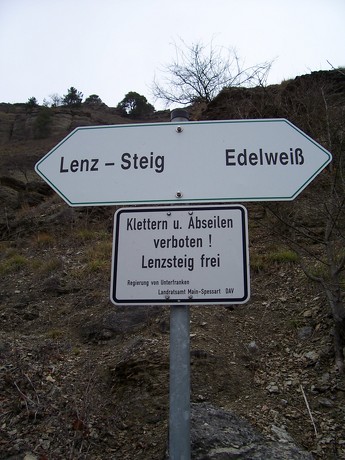 Lenz – Steig Edelweiß
Klettern u. Abseilen
verboten !
Lenzsteig frei
Regierung von Unterfranken
Landratsamt Main-Spessart DAV